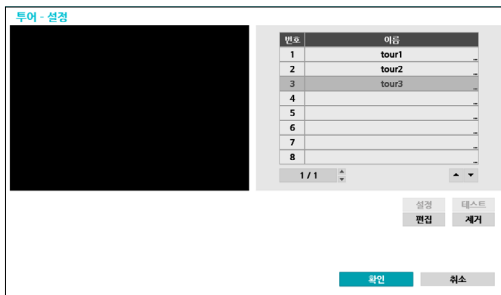 투어 - 설정
번호 이름
1 tour1
2 tour2
3 tour3
4
5
6
7
8
1 / 1
설정 테스트
편집 제거
확인 취소